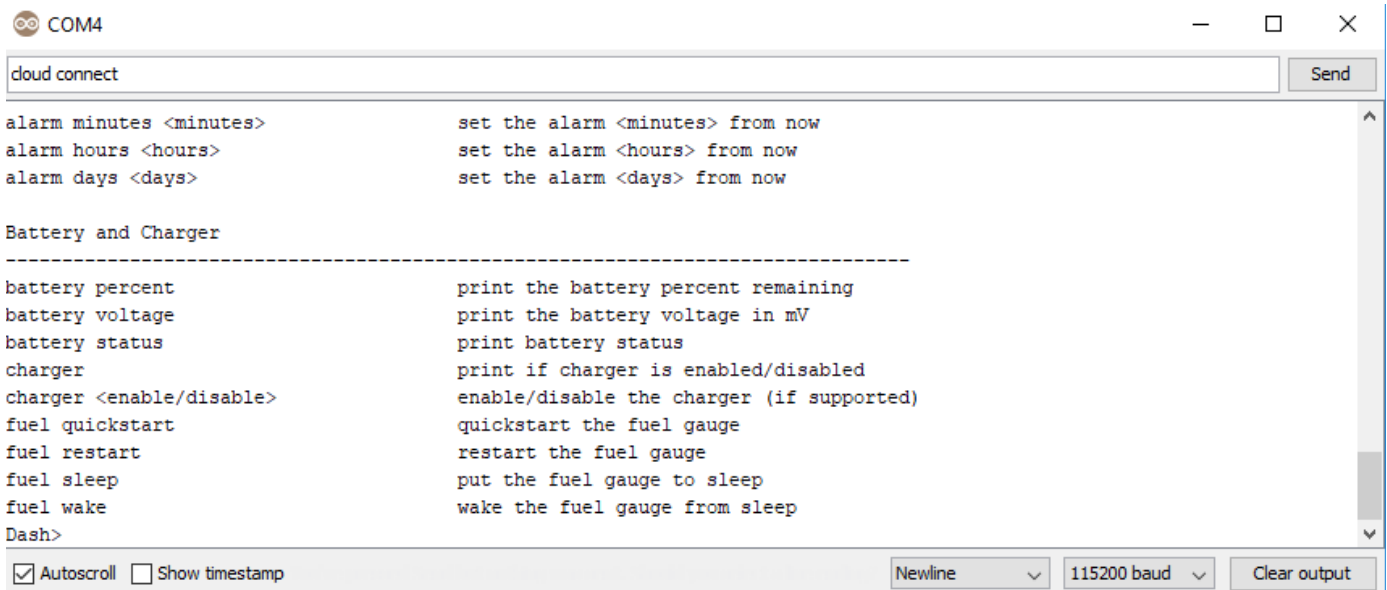 COM4
cloud connect
Send
alarm minutes <minutes> set the alarm <minutes> from now
alarm hours <hours> set the alarm <hours> from now
alarm days <days> set the alarm <days> from now
Battery and Charger
--------------------------------------------------------------------------------
battery percent print the battery percent remaining
battery voltage print the battery voltage in mV
battery status print battery status
charger print if charger is enabled/disabled
charger <enable/disable> enable/disable the charger (if supported)
fuel quickstart quickstart the fuel gauge
fuel restart restart the fuel gauge
fuel sleep put the fuel gauge to sleep
fuel wake wake the fuel gauge from sleep
Dash>
Autoscroll Show timestamp Newline 115200 baud Clear output